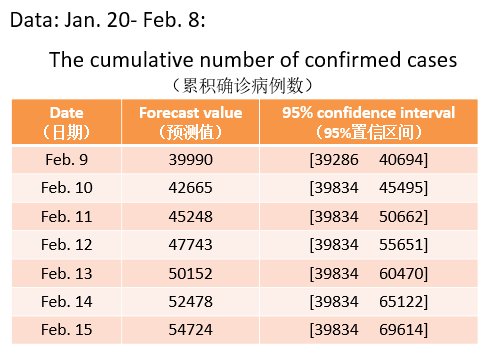 Data: Jan. 20- Feb. 8:
The cumulative number of confirmed cases
（累积确诊病例数）
Date Forecast value 95% confidence interval
（日期） （预测值） （95%置信区间）
Feb. 9 39990 [39286 40694]
Feb. 10 42665 [39834 45495]
Feb. 11 45248 [39834 50662]
Feb. 12 47743 [39834 55651]
Feb. 13 50152 [39834 60470]
Feb. 14 52478 [39834 65122]
Feb. 15 54724 [39834 69614]